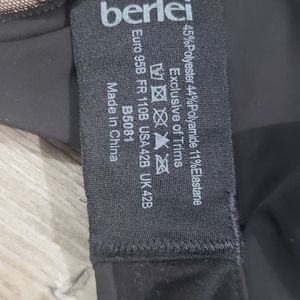 berlei
45%Polyester 44%Polyamide 11%Elastane
Exclusive of Trims
Euro 95B FR 110B USA 42B UK 42B
B5081
Made in China